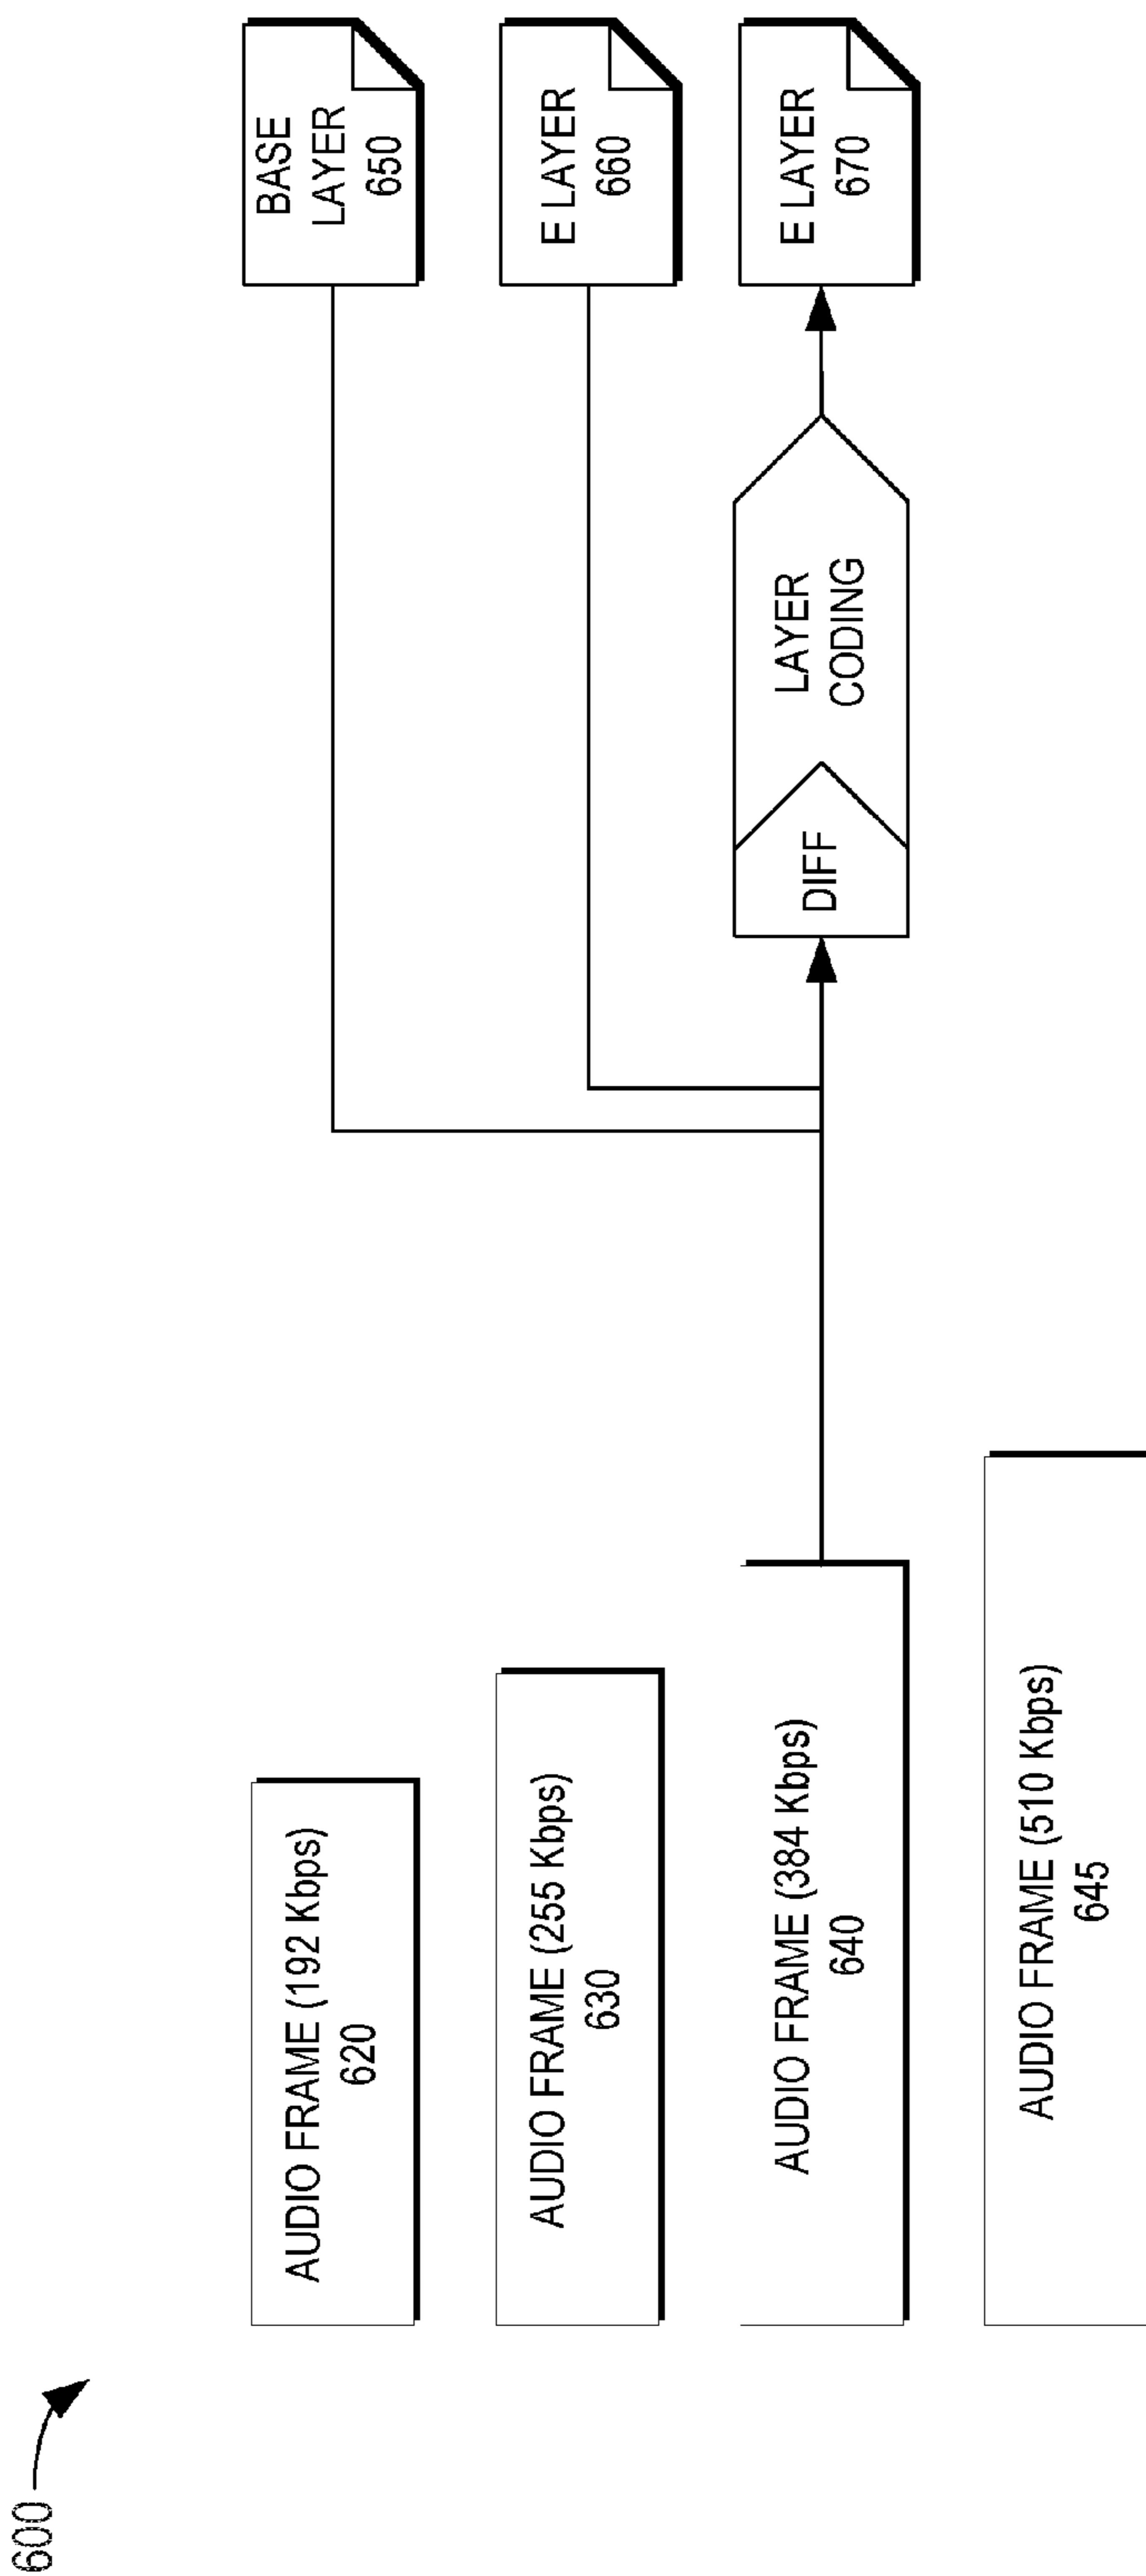 600
AUDIO FRAME (192 Kbps)
620
BASE
LAYER
650
AUDIO FRAME (255 Kbps)
630
E LAYER
660
AUDIO FRAME (384 Kbps)
640
DIFF
LAYER
CODING
E LAYER
670
AUDIO FRAME (510 Kbps)
645